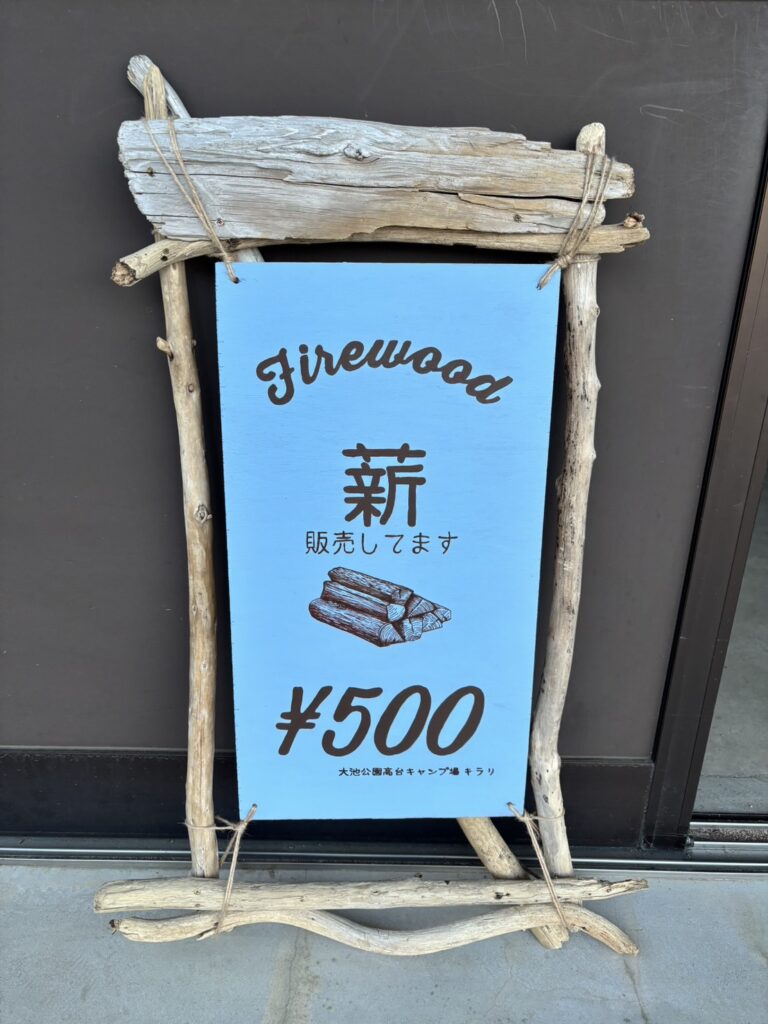 Firewood
薪
販売してます
¥500
大池公園高台キャンプ場 キラリ